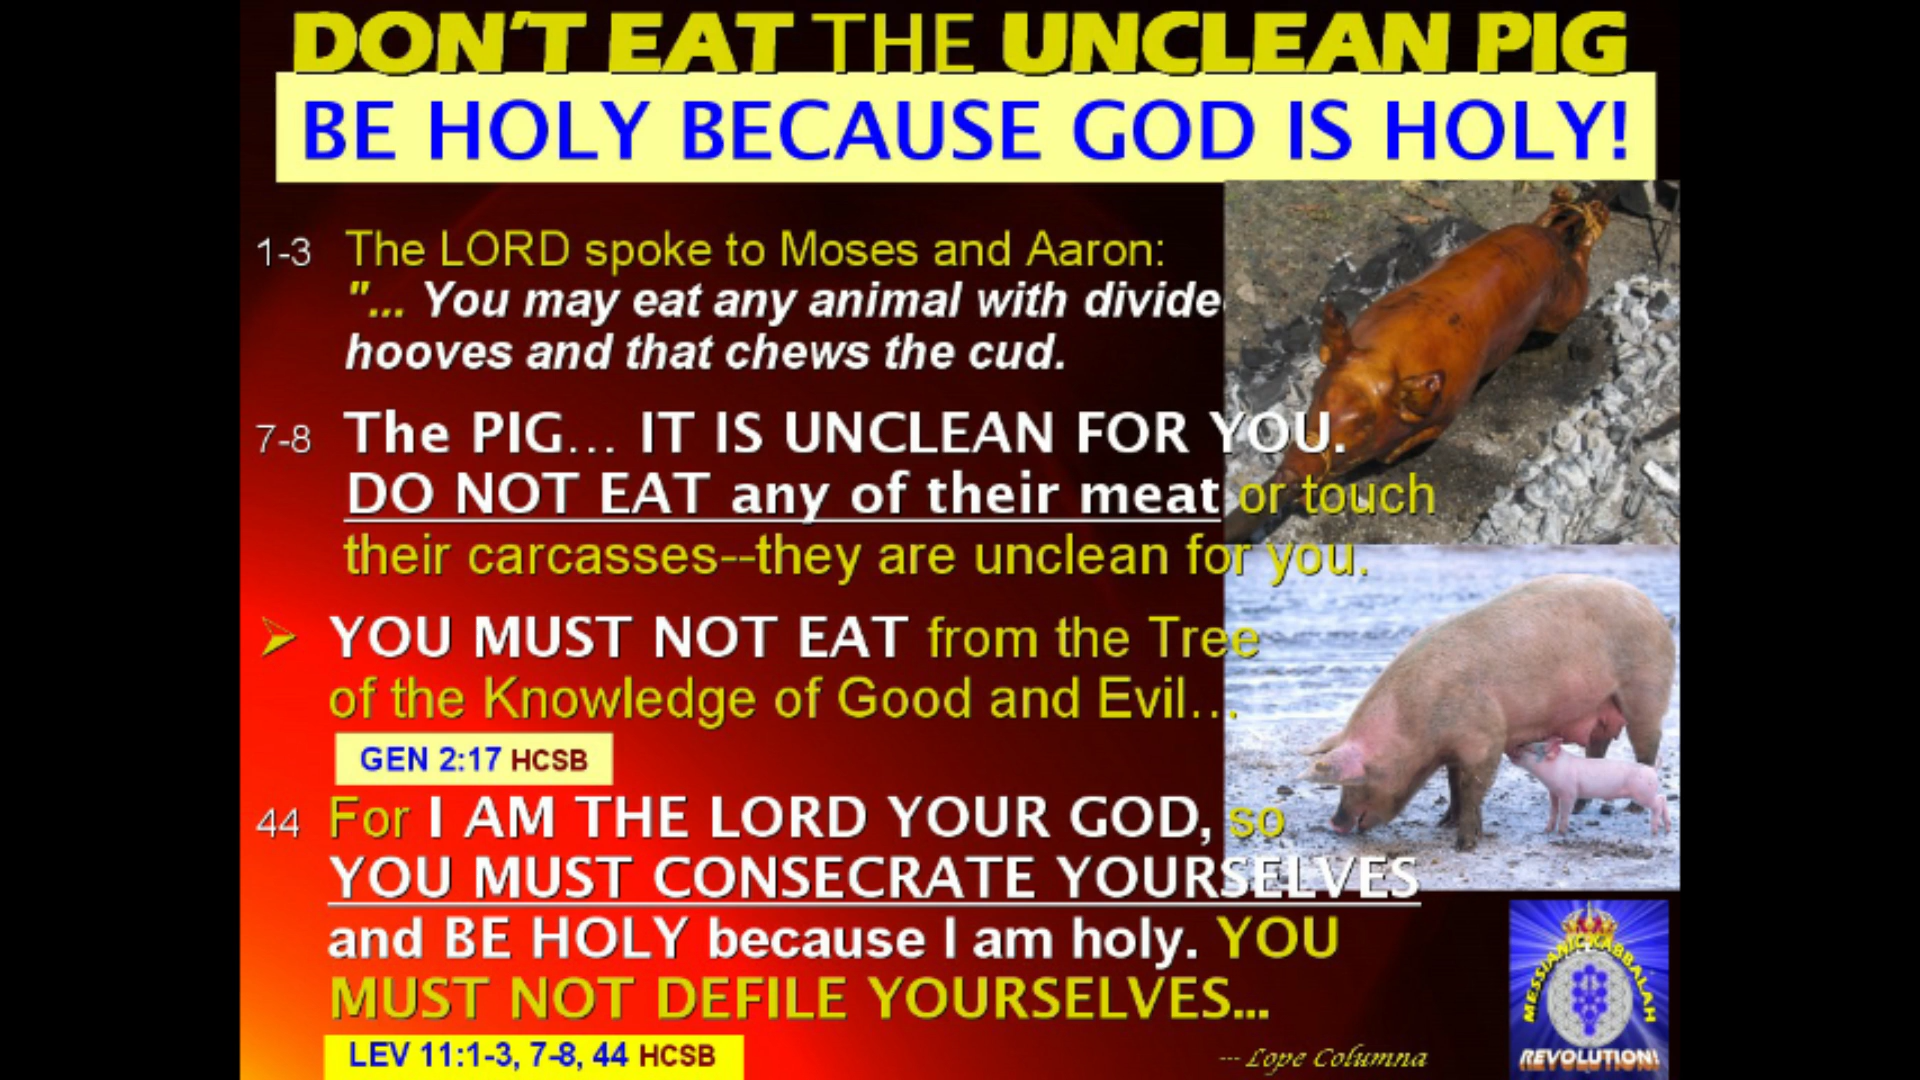 DON'T EAT THE UNCLEAN PIG
BE HOLY BECAUSE GOD IS HOLY!
1-3 The LORD spoke to Moses and Aaron:
"... You may eat any animal with divide
hooves and that chews the cud.
7-8 The PIG... IT IS UNCLEAN FOR YOU.
DO NOT EAT any of their meat or touch
their carcasses--they are unclean for you.
➢ YOU MUST NOT EAT from the Tree
of the Knowledge of Good and Evil...
GEN 2:17 HCSB
44 For I AM THE LORD YOUR GOD, so
YOU MUST CONSECRATE YOURSELVES
and BE HOLY because I am holy. YOU
MUST NOT DEFILE YOURSELVES...
LEV 11:1-3, 7-8, 44 HCSB
--- Lope Columna
MESSIANIC KABBALAH
REVOLUTION!